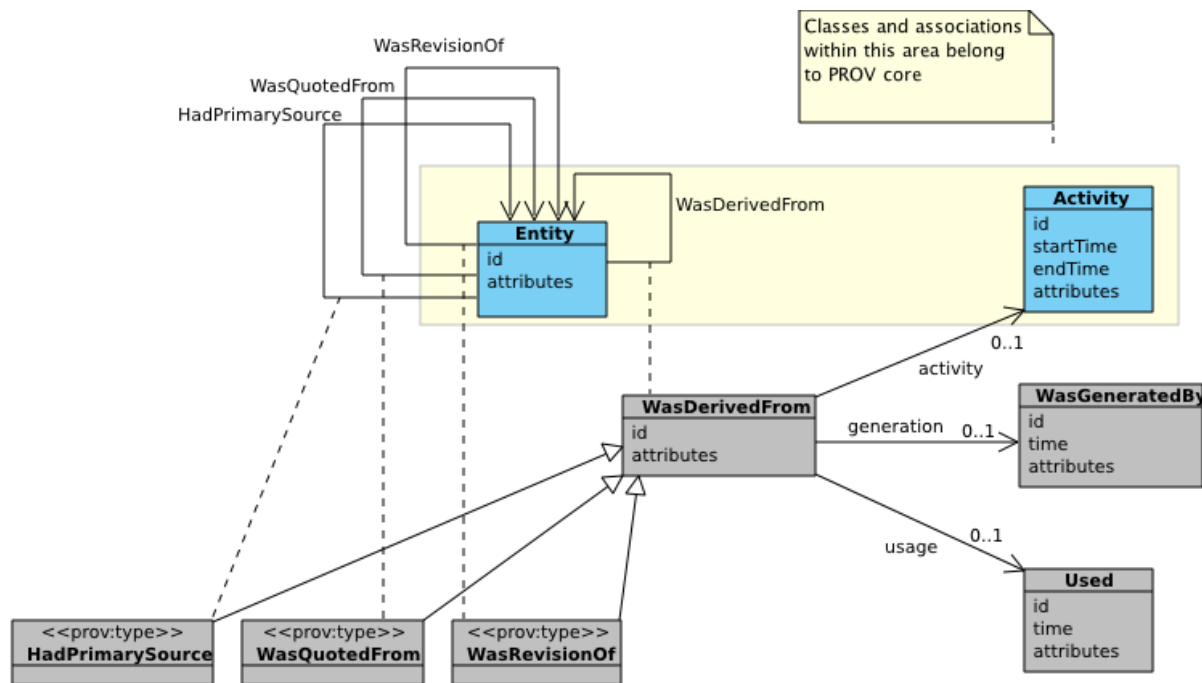 Classes and associations
within this area belong
to PROV core
WasRevisionOf
WasQuotedFrom
HadPrimarySource
WasDerivedFrom
Entity
id
attributes
Activity
id
startTime
endTime
attributes
0..1
activity
WasDerivedFrom
id
attributes
generation
0..1
WasGeneratedBy
id
time
attributes
0..1
usage
Used
id
time
attributes
<<prov:type>>
HadPrimarySource
<<prov:type>>
WasQuotedFrom
<<prov:type>>
WasRevisionOf